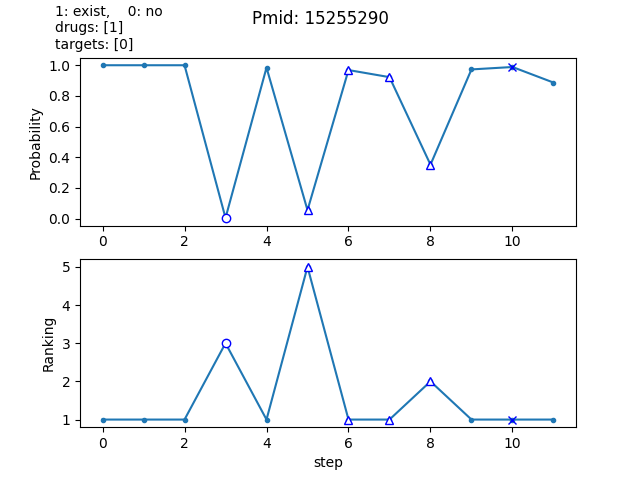 1: exist,    0: no
drugs: [1]
targets: [0]
Pmid: 15255290
1.0
0.8
0.6
0.4
0.2
0.0
Probability
0 2 4 6 8 10
5
4
3
2
1
Ranking
0 2 4 6 8 10
step